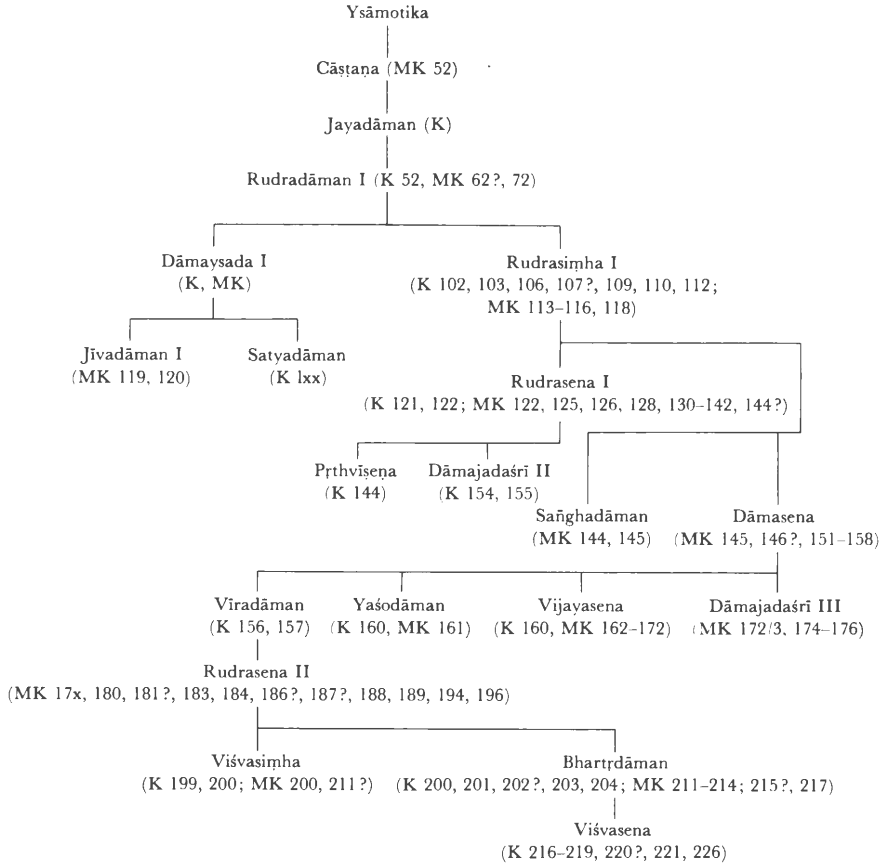 Ysāmotika
Cāṣṭana (MK 52)
Jayadāman (K)
Rudradāman I (K 52, MK 62?, 72)
Dāmaysada I
(K, MK)
Rudrasiṃha I
(K 102, 103, 106, 107?, 109, 110, 112;
MK 113–116, 118)
Jīvadāman I
(MK 119, 120)
Satyadāman
(K lxx)
Rudrasena I
(K 121, 122; MK 122, 125, 126, 128, 130–142, 144?)
Pṛthvīṣeṇa
(K 144)
Dāmajadaśrī II
(K 154, 155)
Saṅghadāman
(MK 144, 145)
Dāmasena
(MK 145, 146?, 151–158)
Vīradāman
(K 156, 157)
Yaśodāman
(K 160, MK 161)
Vijayasena
(K 160, MK 162–172)
Dāmajadaśrī III
(MK 172/3, 174–176)
Rudrasena II
(MK 17x, 180, 181?, 183, 184, 186?, 187?, 188, 189, 194, 196)
Viśvasiṃha
(K 199, 200; MK 200, 211?)
Bhartṛdāman
(K 200, 201, 202?, 203, 204; MK 211–214; 215?, 217)
Viśvasena
(K 216–219, 220?, 221, 226)